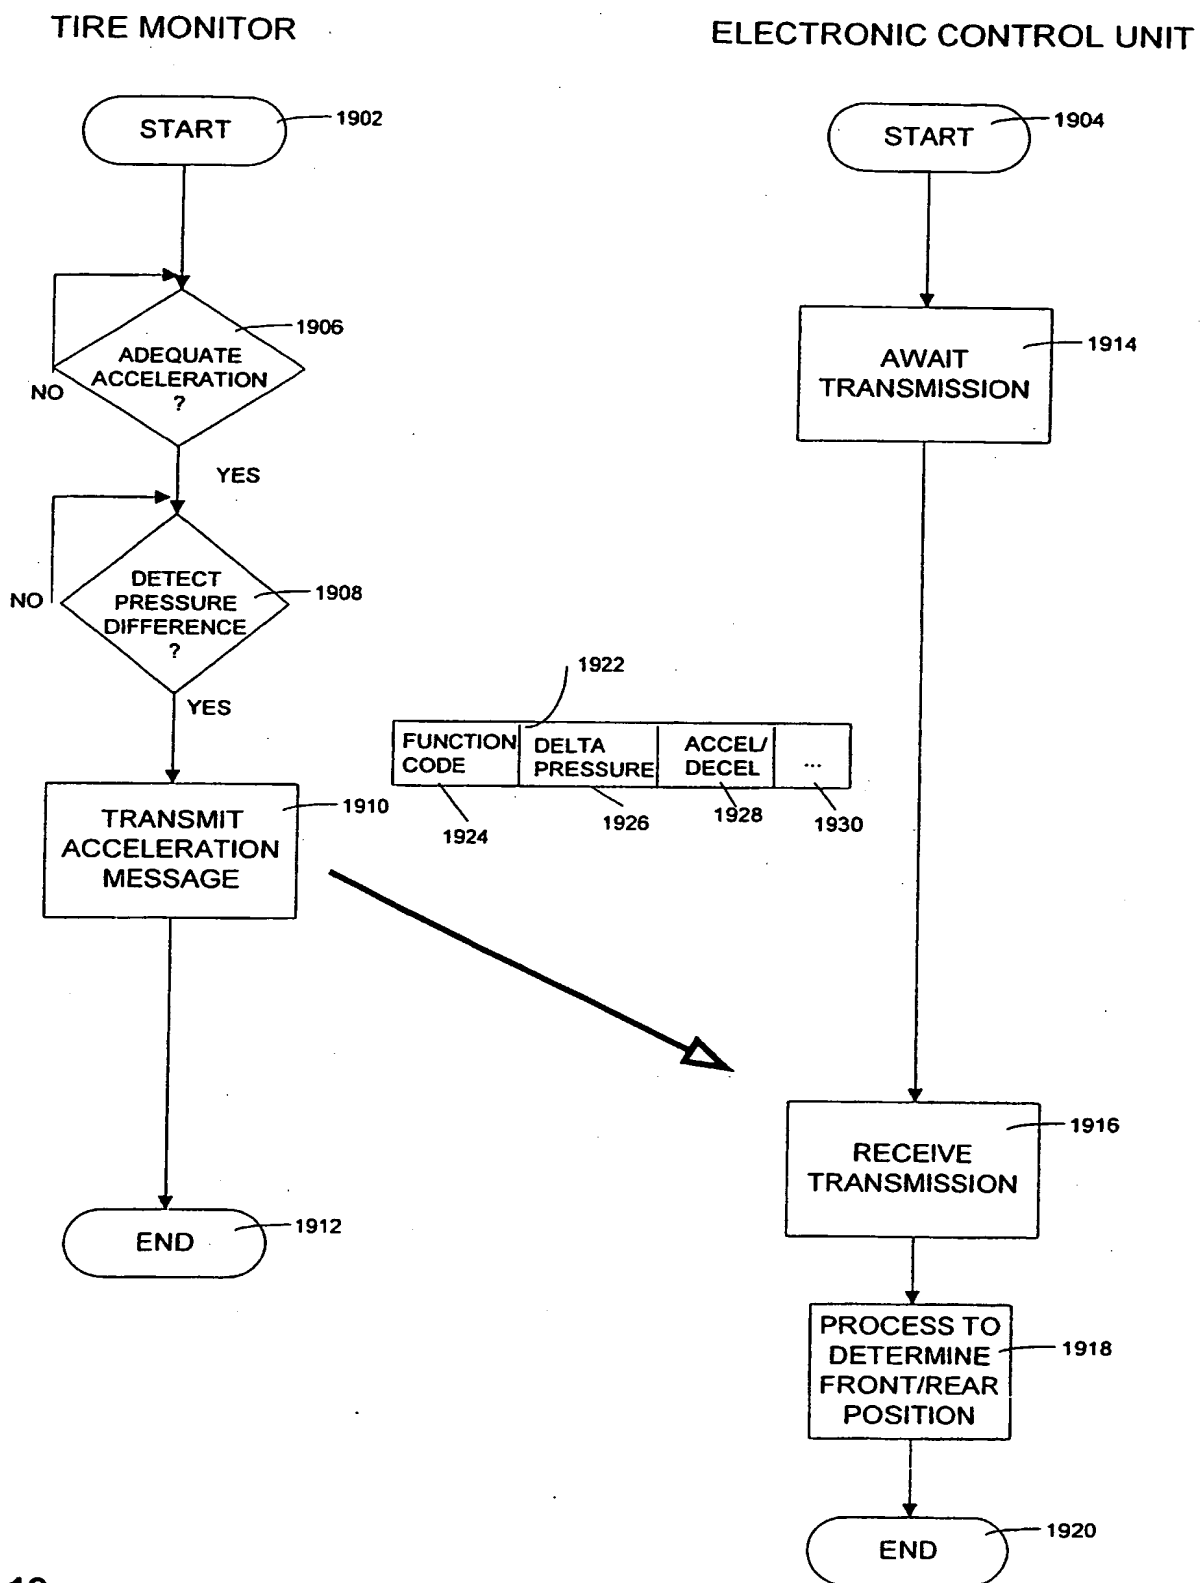 TIRE MONITOR
ELECTRONIC CONTROL UNIT
START
1902
ADEQUATE
ACCELERATION
?
1906
NO
YES
DETECT
PRESSURE
DIFFERENCE
?
1908
NO
YES
TRANSMIT
ACCELERATION
MESSAGE
1910
END
1912
1922
FUNCTION
CODE
DELTA
PRESSURE
ACCEL/
DECEL
...
1924
1926
1928
1930
START
1904
AWAIT
TRANSMISSION
1914
RECEIVE
TRANSMISSION
1916
PROCESS TO
DETERMINE
FRONT/REAR
POSITION
1918
END
1920